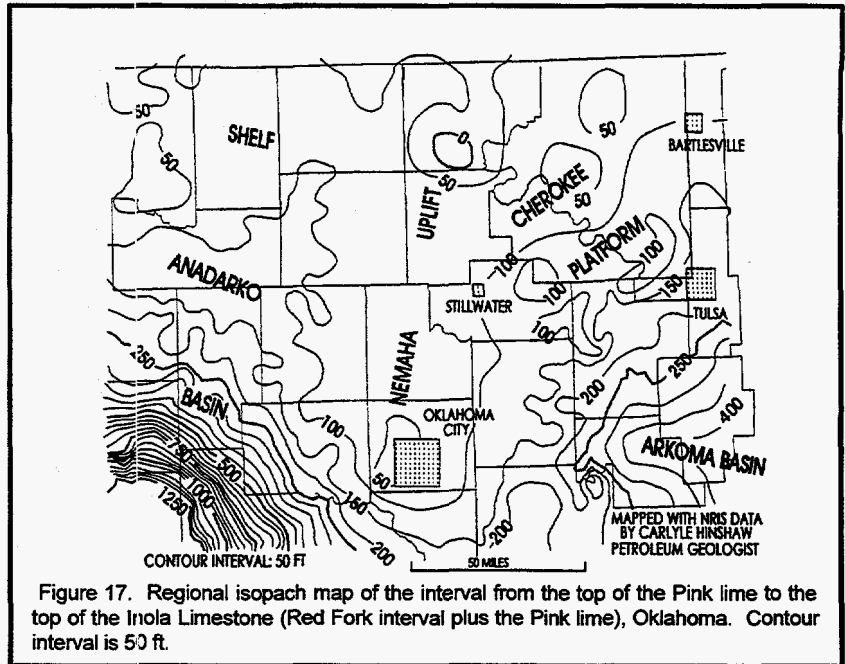 50
SHELF
50
0
50
50
BARTLESVILLE
CHEROKEE
50
UPLIFT
PLATFORM
100
100
100
150
ANADARKO
STILLWATER
TULSA
100
250
250
NEMAHA
200
BASIN
400
100
OKLAHOMA
CITY
ARKOMA BASIN
750
500
50
1000
150
1250
200
200
MAPPED WITH NRIS DATA
BY CARLYLE HINSHAW
PETROLEUM GEOLOGIST
CONTOUR INTERVAL: 50 FT
50 MILES
Figure 17. Regional isopach map of the interval from the top of the Pink lime to the
top of the Inola Limestone (Red Fork interval plus the Pink lime), Oklahoma. Contour
interval is 50 ft.